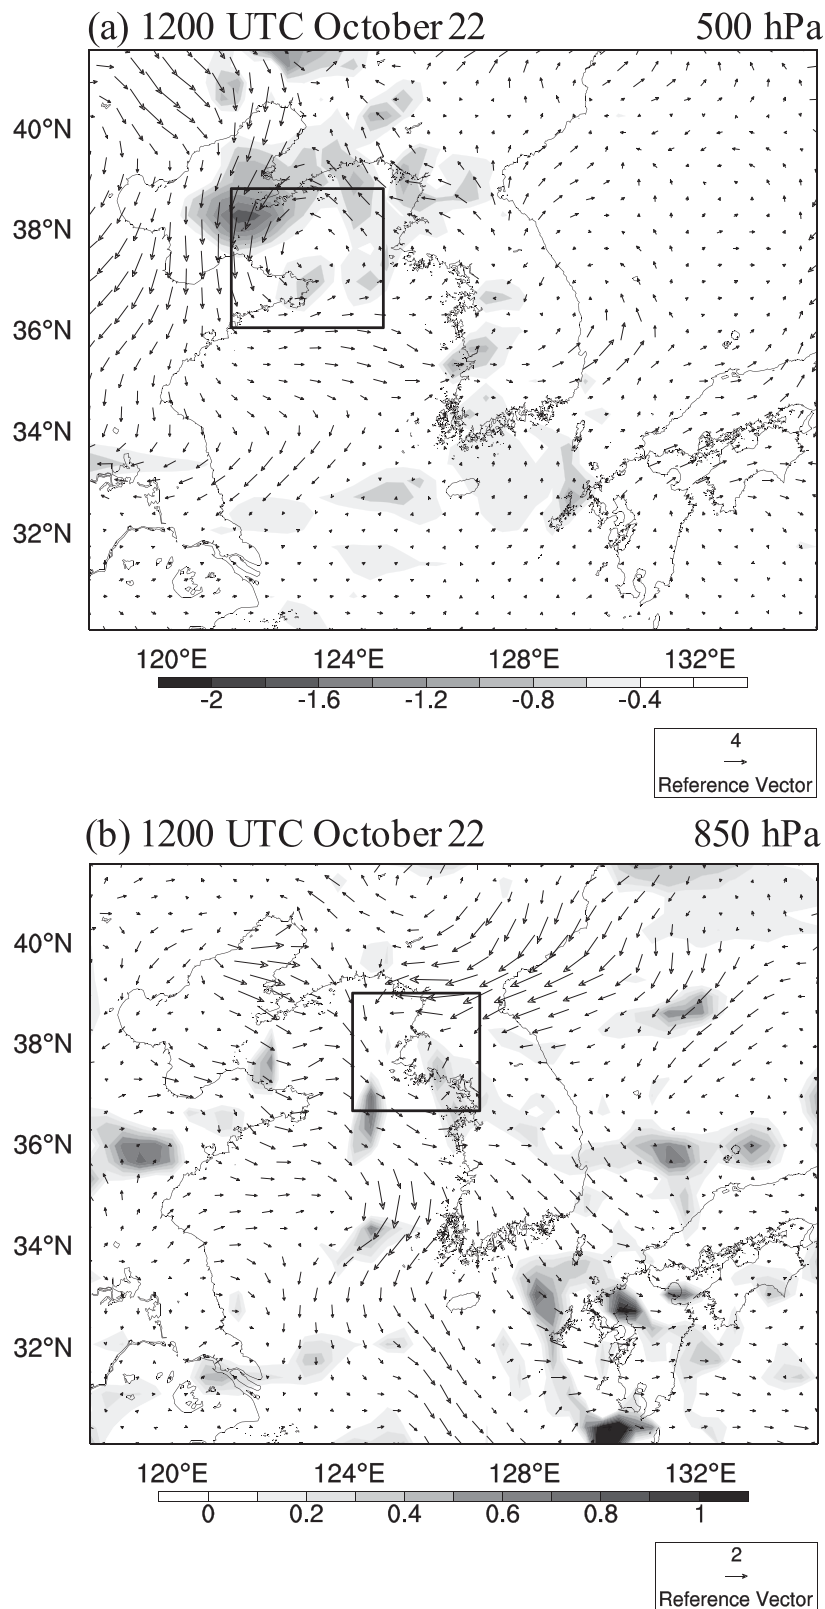 (a) 1200 UTC October 22 500 hPa
40°N
38°N
36°N
34°N
32°N
120°E 124°E 128°E 132°E
-2 -1.6 -1.2 -0.8 -0.4
4
Reference Vector
(b) 1200 UTC October 22 850 hPa
40°N
38°N
36°N
34°N
32°N
120°E 124°E 128°E 132°E
0 0.2 0.4 0.6 0.8 1
2
Reference Vector